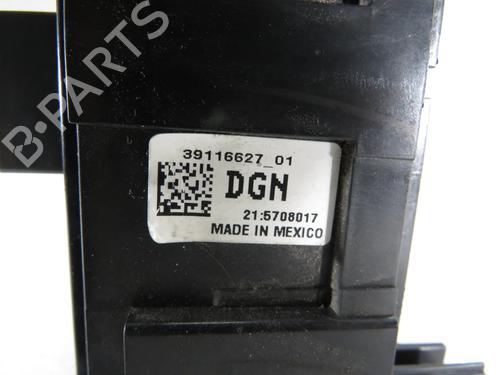 B-PARTS
39116627_01
DGN
21:5708017
MADE IN MEXICO